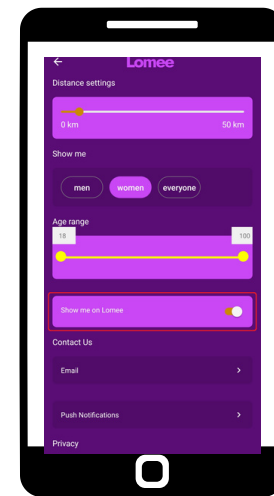 Lomee
Distance settings
0 km 50 km
Show me
men women everyone
Age range
18 100
Show me on Lomee
Contact Us
Email
Push Notifications
Privacy